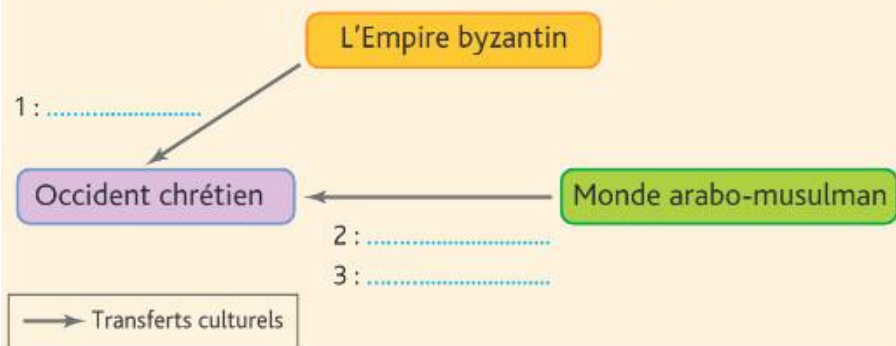 L'Empire byzantin
1 : ............................
Occident chrétien
Monde arabo-musulman
2 : .................................
3 : .................................
Transferts culturels